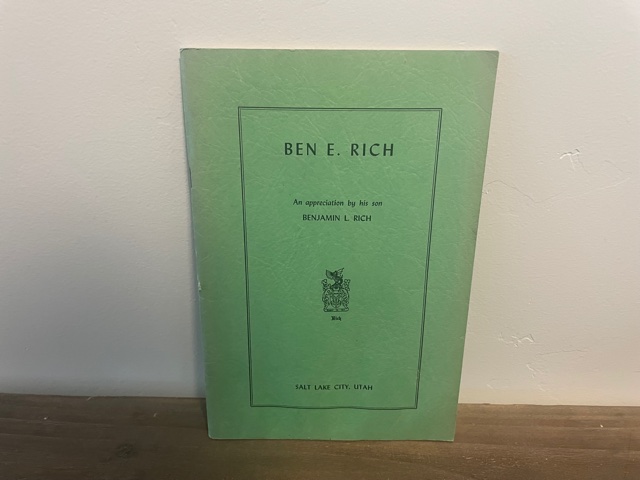 BEN E. RICH
An appreciation by his son
BENJAMIN L. RICH
Rich
SALT LAKE CITY, UTAH